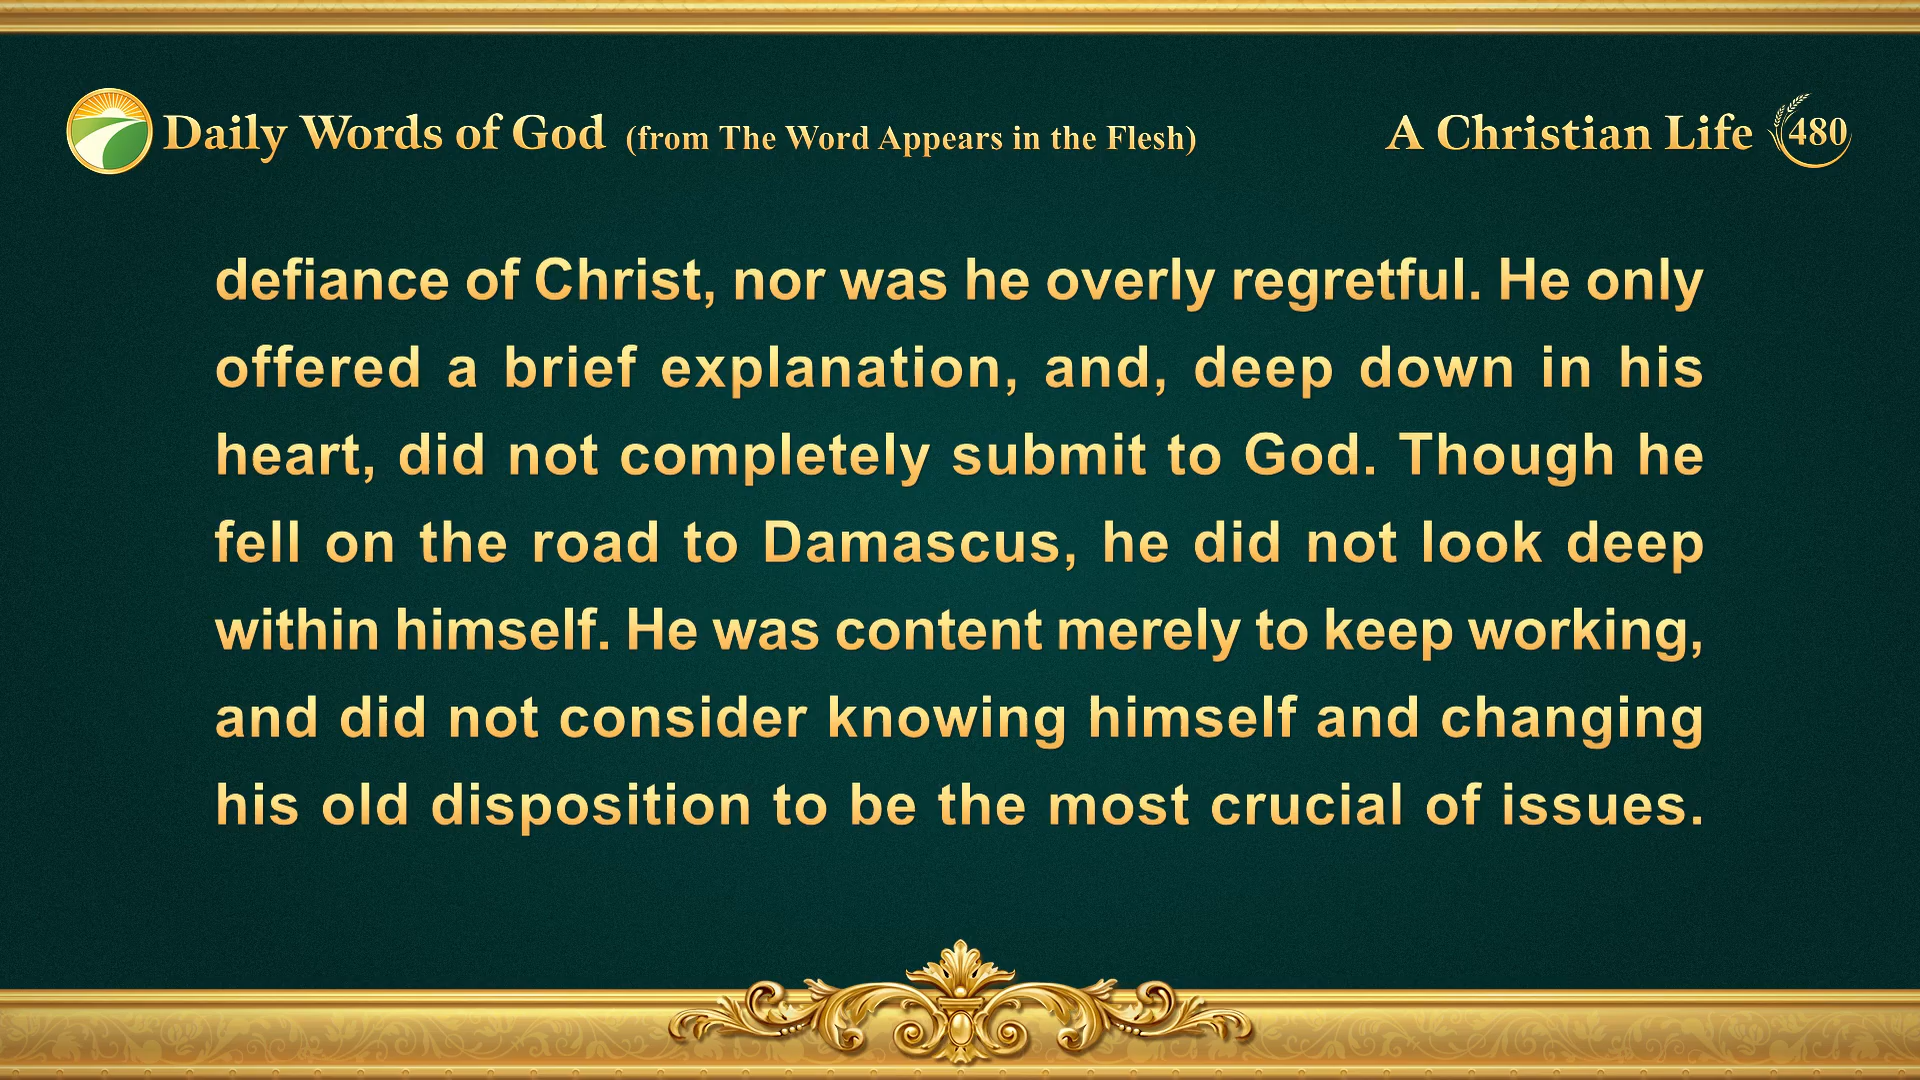 Daily Words of God (from The Word Appears in the Flesh)
A Christian Life 480
defiance of Christ, nor was he overly regretful. He only
offered a brief explanation, and, deep down in his
heart, did not completely submit to God. Though he
fell on the road to Damascus, he did not look deep
within himself. He was content merely to keep working,
and did not consider knowing himself and changing
his old disposition to be the most crucial of issues.